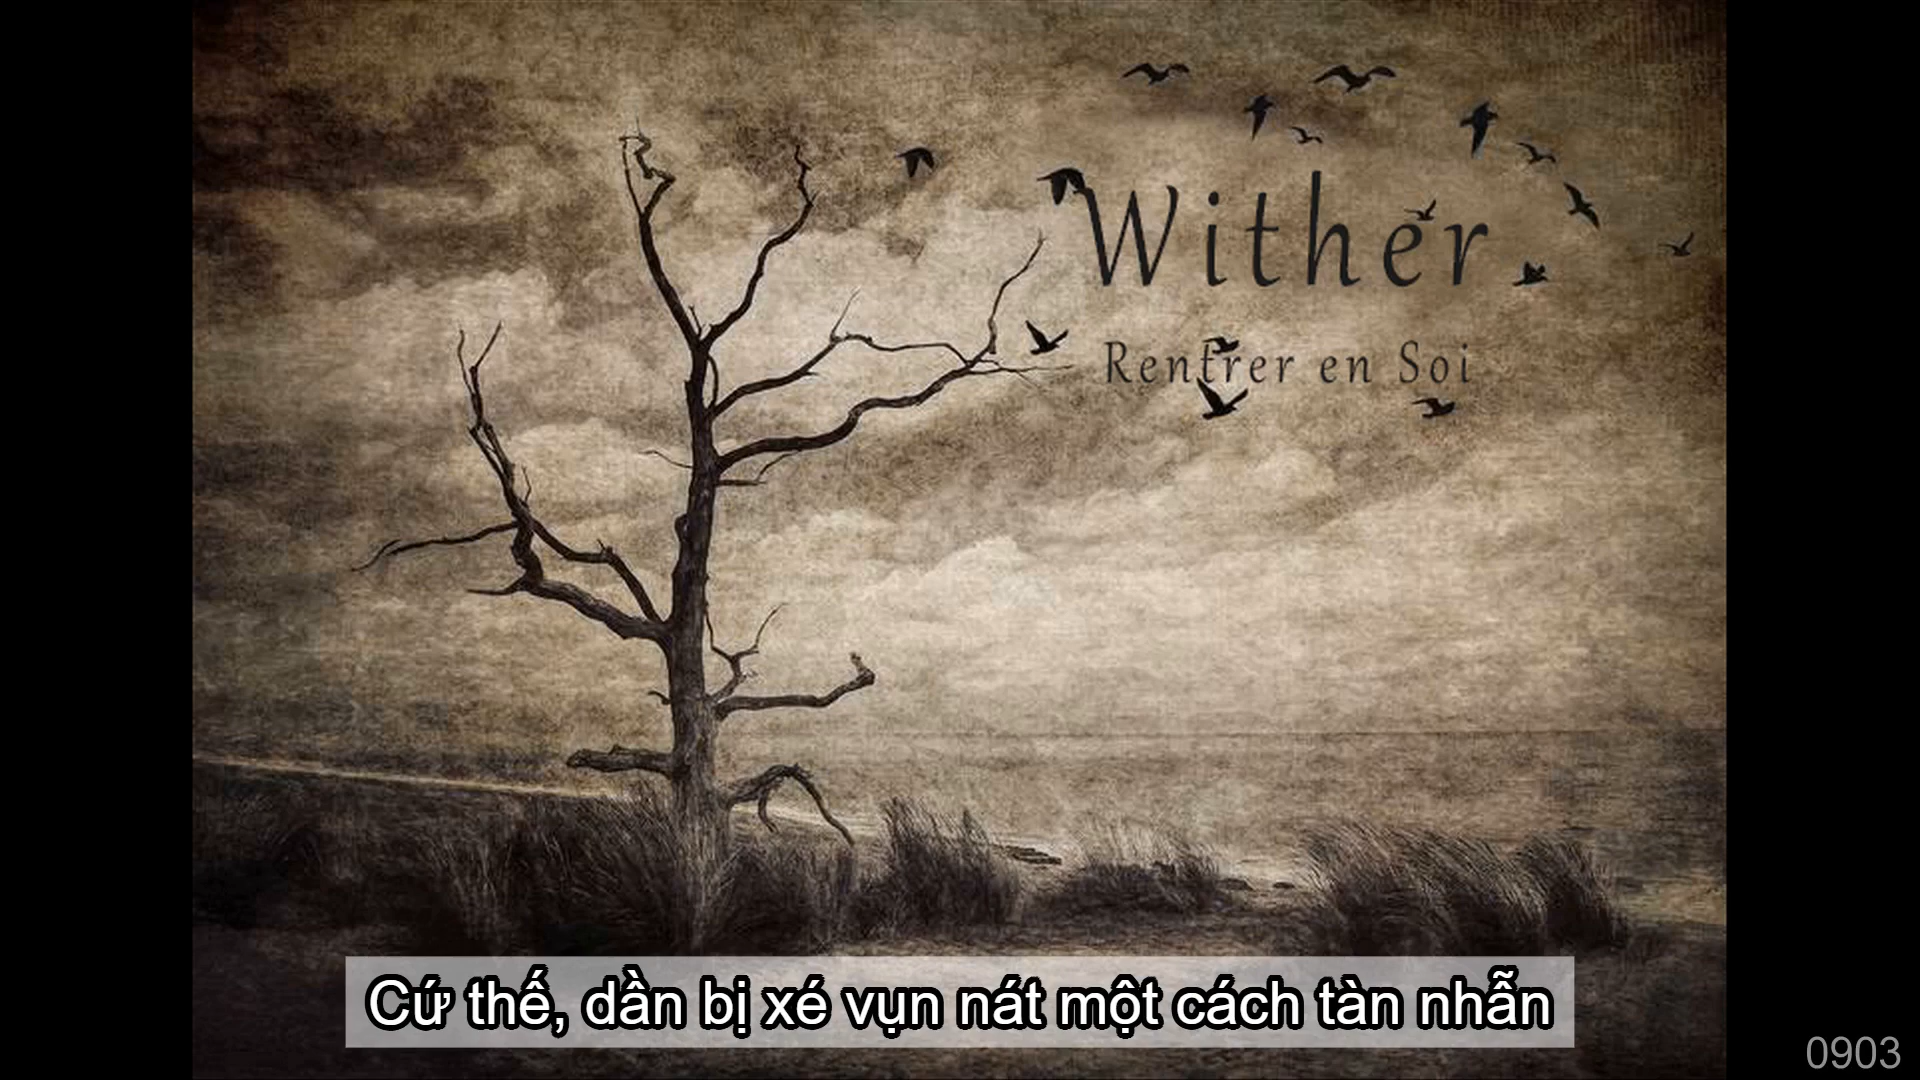 Wither
Rentrer en Soi
Cứ thế, dần bị xé vụn nát một cách tàn nhẫn
0903